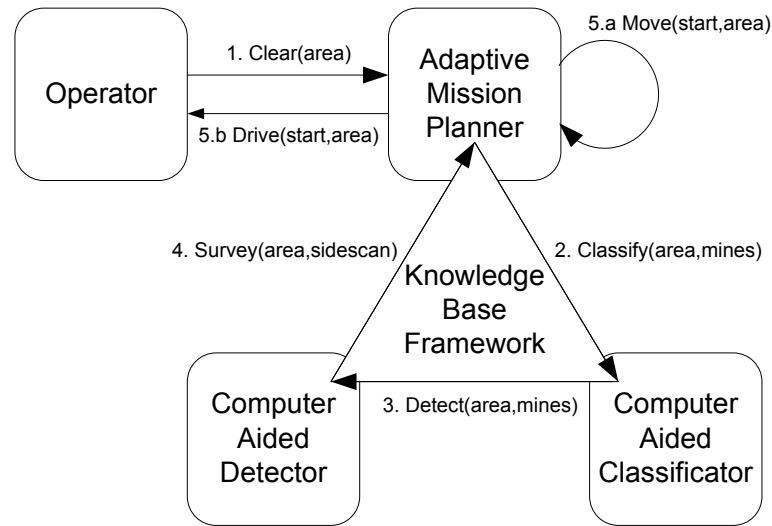 5.a Move(start,area)
Operator
1. Clear(area)
5.b Drive(start,area)
Adaptive
Mission
Planner
4. Survey(area,sidescan)
2. Classify(area,mines)
Knowledge
Base
Framework
3. Detect(area,mines)
Computer
Aided
Detector
Computer
Aided
Classificator